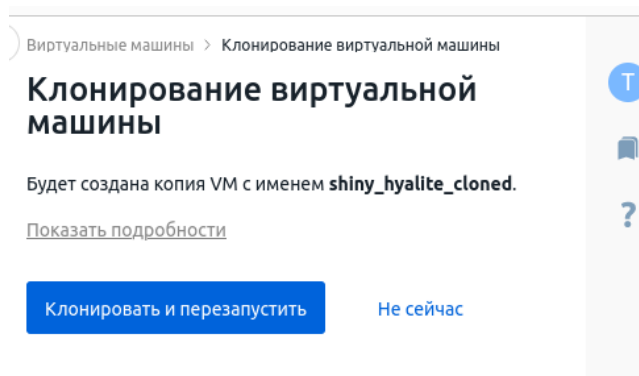 Виртуальные машины > Клонирование виртуальной машины
Клонирование виртуальной
машины
T
Будет создана копия VM с именем shiny_hyalite_cloned.
?
Показать подробности
Клонировать и перезапустить
Не сейчас